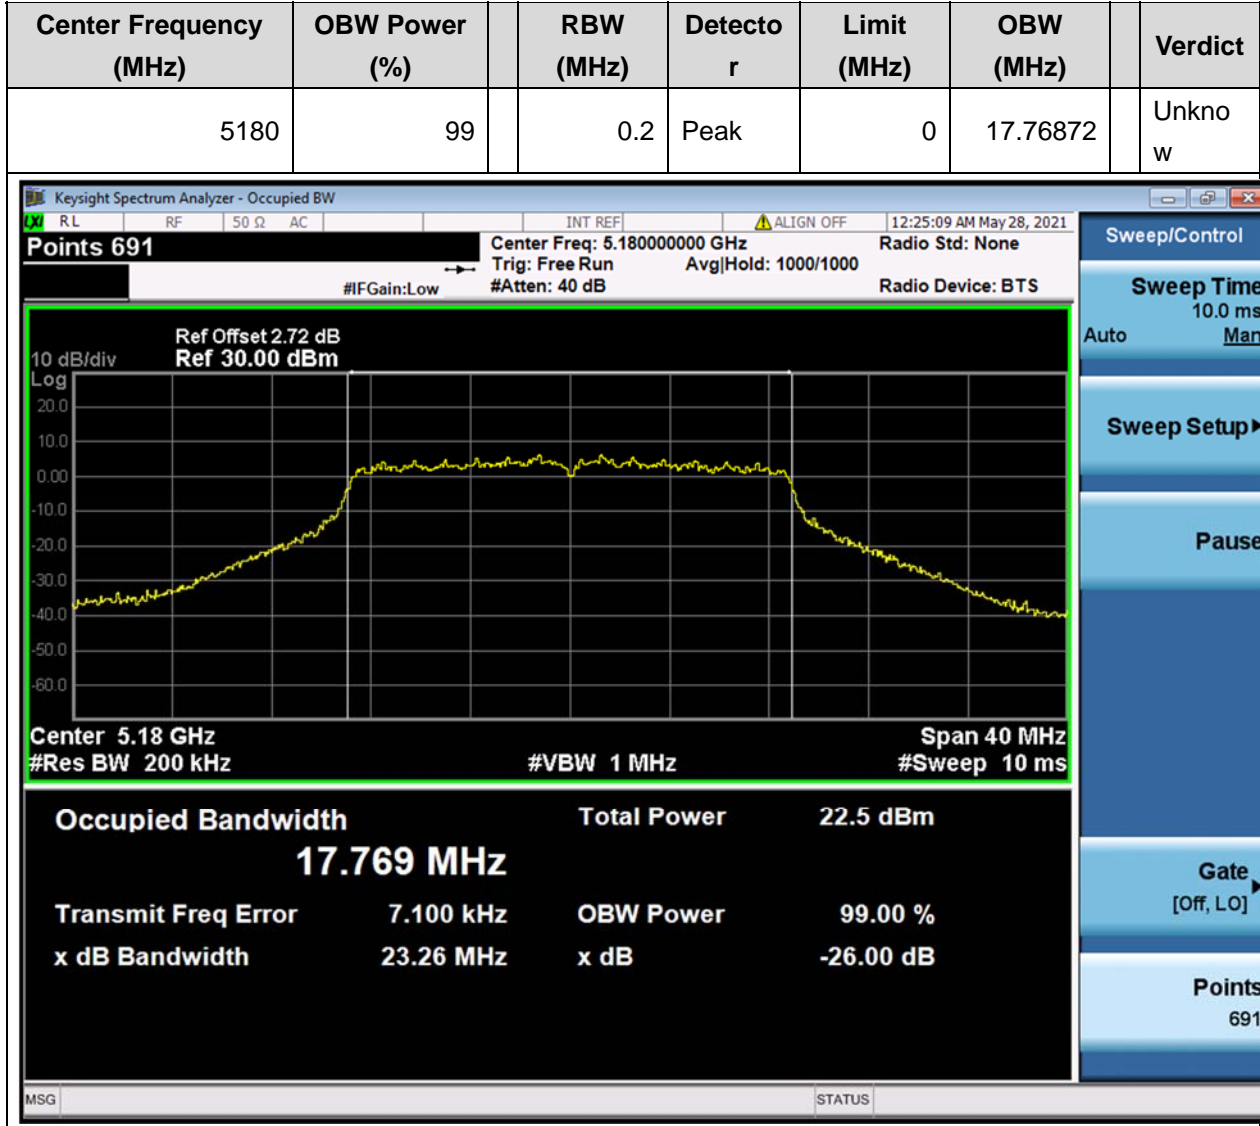 Center Frequency (MHz) OBW Power (%) RBW (MHz) Detecto r Limit (MHz) OBW (MHz) Verdict
5180 99 0.2 Peak 0 17.76872 Unkno w
Keysight Spectrum Analyzer - Occupied BW
LXI RL RF 50 Ω AC INT REF ALIGN OFF 12:25:09 AM May 28, 2021
Points 691
Center Freq: 5.180000000 GHz Radio Std: None
Trig: Free Run Avg|Hold: 1000/1000
#IFGain:Low #Atten: 40 dB Radio Device: BTS
Ref Offset 2.72 dB
10 dB/div Ref 30.00 dBm
Log
20.0
10.0
0.00
-10.0
-20.0
-30.0
-40.0
-50.0
-60.0
Center 5.18 GHz Span 40 MHz
#Res BW 200 kHz #VBW 1 MHz #Sweep 10 ms
Occupied Bandwidth Total Power 22.5 dBm
17.769 MHz
Transmit Freq Error 7.100 kHz OBW Power 99.00 %
x dB Bandwidth 23.26 MHz x dB -26.00 dB
MSG STATUS
Sweep/Control
Sweep Time
10.0 ms
Auto Man
Sweep Setup
Pause
Gate
[Off, LO]
Points
691